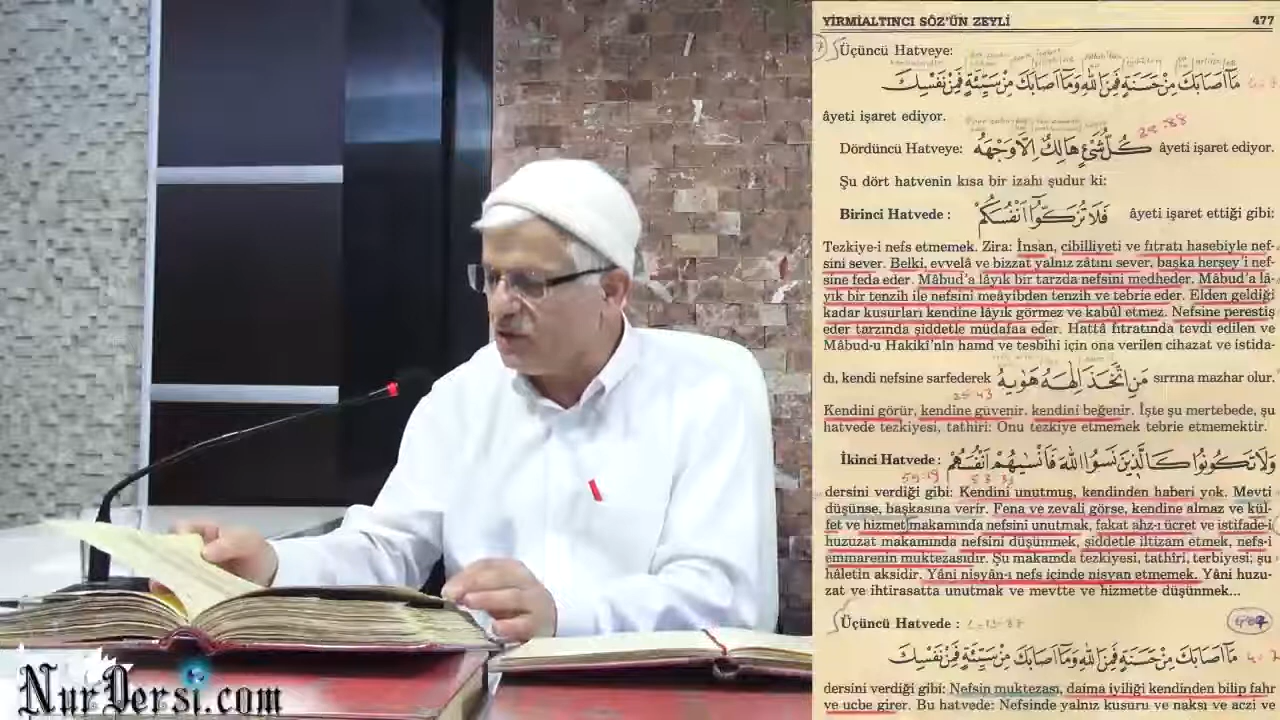 YİRMİALTINCI SÖZ'ÜN ZEYLİ 477
Üçüncü Hatveye:
مَٓا اَصَابَكَ مِنْ حَسَنَةٍ فَمِنَ اللّٰهِ وَمَٓا اَصَابَكَ مِنْ سَيِّئَةٍ فَمِنْ نَفْسِكَ
âyeti işaret ediyor.
Dördüncü Hatveye: كُلُّ شَيْءٍ هَالِكٌ اِلَّا وَجْهَهُ âyeti işaret ediyor. 28-88
Şu dört hatvenin kısa bir izahı şudur ki:
Birinci Hatvede : فَلَا تُزَكُّٓوا اَنْفُسَكُمْ âyeti işaret ettiği gibi:
Tezkiye-i nefs etmemek. Zira: İnsan, cibilliyeti ve fıtratı hasebiyle nef-
sini sever. Belki, evvelâ ve bizzat yalnız zâtını sever, başka herşey'i nef-
sine feda eder. Mâbud'a lâyık bir tarzda nefsini medheder. Mâbud'a lâ-
yık bir tenzih ile nefsini meâyibden tenzih ve tebrie eder. Elden geldiği
kadar kusurları kendine lâyık görmez ve kabûl etmez. Nefsine perestiş
eder tarzında şiddetle müdafaa eder. Hattâ fıtratında tevdi edilen ve
Mâbud-u Hakikî'nin hamd ve tesbihi için ona verilen cihazat ve istida-
dı, kendi nefsine sarfederek مَنِ اتَّخَذَ اِلٰهَهُ هَوٰيهُ sırrına mazhar olur.
25-43
Kendini görür, kendine güvenir. kendini beğenir. İşte şu mertebede, şu
hatvede tezkiyesi, tathiri: Onu tezkiye etmemek tebrie etmemektir.
İkinci Hatvede : وَلَا تَكُونُوا كَالَّذِينَ نَسُوا اللّٰهَ فَاَنْسٰيهُمْ اَنْفُسَهُمْ
59-19
dersini verdiği gibi: Kendini unutmuş, kendinden haberi yok. Mevti
düşünse, başkasına verir. Fena ve zevali görse, kendine almaz ve kül-
fet ve hizmet makamında nefsini unutmak, fakat ahz-ı ücret ve istifade-i
huzuzat makamında nefsini düşünmek, şiddetle iltizam etmek, nefs-i
emmarenin muktezasıdır. Şu makamda tezkiyesi, tathîri, terbiyesi; şu
hâletin aksidir. Yâni nisyân-ı nefs içinde nisyan etmemek. Yâni huzu-
zat ve ihtirasatta unutmak ve mevtte ve hizmette düşünmek...
Üçüncü Hatvede :
مَٓا اَصَابَكَ مِنْ حَسَنَةٍ فَمِنَ اللّٰهِ وَمَٓا اَصَابَكَ مِنْ سَيِّئَةٍ فَمِنْ نَفْسِكَ
dersini verdiği gibi: Nefsin muktezası, daima iyiliği kendinden bilip fahr
ve ucbe girer. Bu hatvede: Nefsinde yalnız kusuru ve naksı ve aczi ve
NurDersi.com